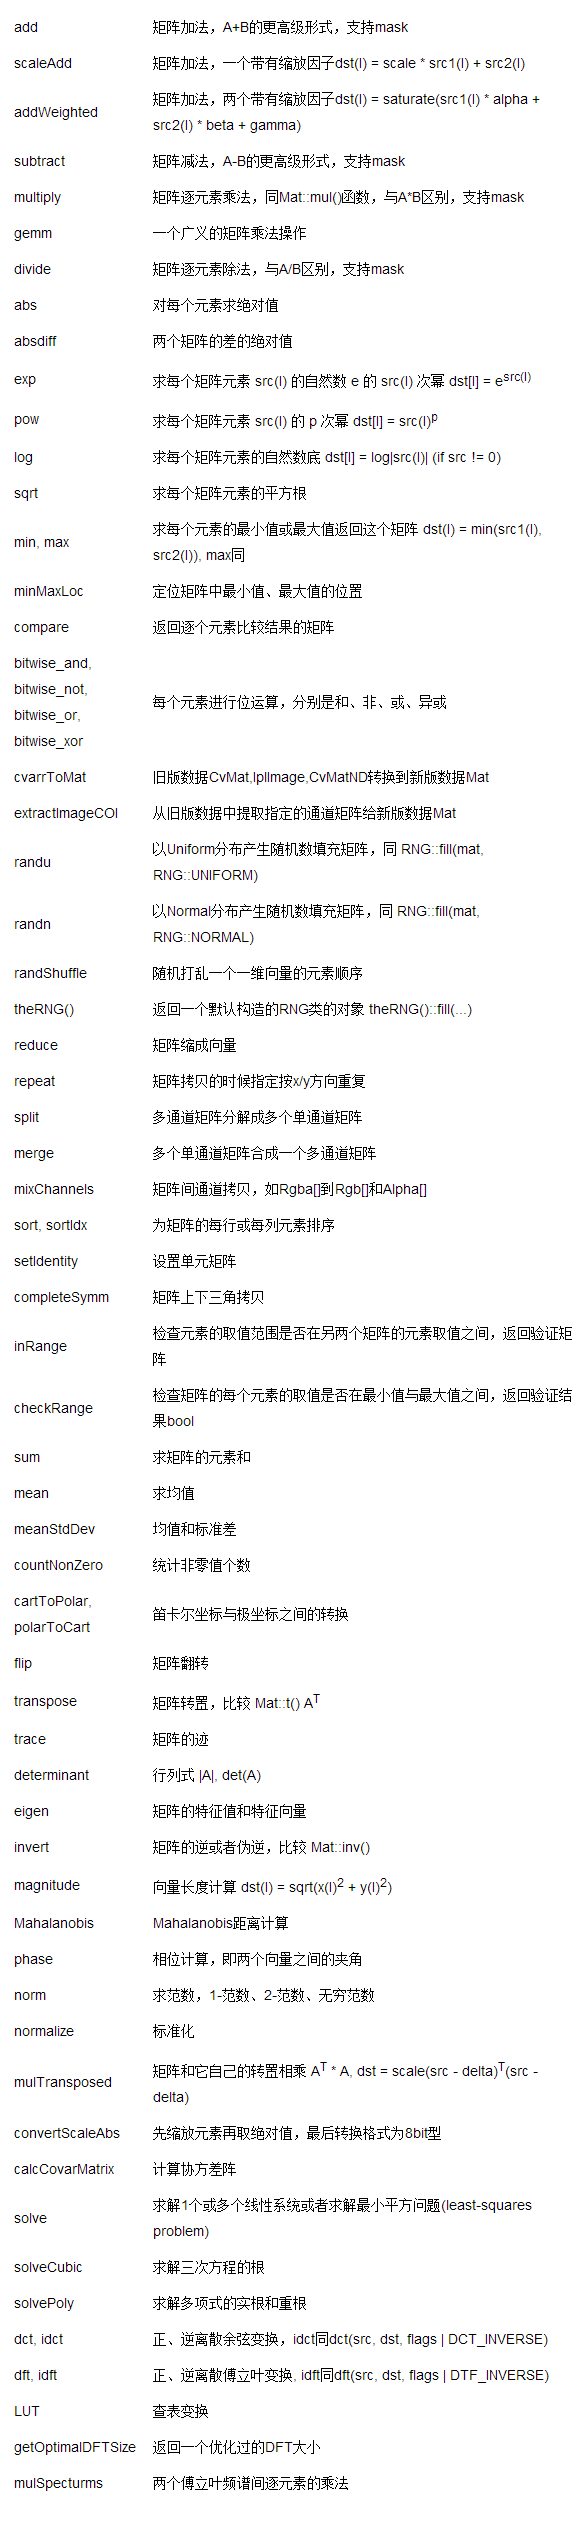 add 矩阵加法，A+B的更高级形式，支持mask
scaleAdd 矩阵加法，一个带有缩放因子dst(I) = scale * src1(I) + src2(I)
addWeighted 矩阵加法，两个带有缩放因子dst(I) = saturate(src1(I) * alpha +
src2(I) * beta + gamma)
subtract 矩阵减法，A-B的更高级形式，支持mask
multiply 矩阵逐元素乘法，同Mat::mul()函数，与A*B区别，支持mask
gemm 一个广义的矩阵乘法操作
divide 矩阵逐元素除法，与A/B区别，支持mask
abs 对每个元素求绝对值
absdiff 两个矩阵的差的绝对值
exp 求每个矩阵元素 src(I) 的自然数 e 的 src(I) 次幂 dst[I] = e^src(I)
pow 求每个矩阵元素 src(I) 的 p 次幂 dst[I] = src(I)^p
log 求每个矩阵元素的自然数底 dst[I] = log|src(I)| (if src != 0)
sqrt 求每个矩阵元素的平方根
min, max 求每个元素的最小值或最大值返回这个矩阵 dst(I) = min(src1(I),
src2(I)), max同
minMaxLoc 定位矩阵中最小值、最大值的位置
compare 返回逐个元素比较结果的矩阵
bitwise_and,
bitwise_not,
bitwise_or,
bitwise_xor
每个元素进行位运算，分别是和、非、或、异或
cvarrToMat 旧版数据CvMat,IplImage,CvMatND转换到新版数据Mat
extractImageCOI 从旧版数据中提取指定的通道矩阵给新版数据Mat
randu 以Uniform分布产生随机数填充矩阵，同 RNG::fill(mat,
RNG::UNIFORM)
randn 以Normal分布产生随机数填充矩阵，同 RNG::fill(mat,
RNG::NORMAL)
randShuffle 随机打乱一个一维向量的元素顺序
theRNG() 返回一个默认构造的RNG类的对象 theRNG()::fill(...)
reduce 矩阵缩成向量
repeat 矩阵拷贝的时候指定按x/y方向重复
split 多通道矩阵分解成多个单通道矩阵
merge 多个单通道矩阵合成一个多通道矩阵
mixChannels 矩阵间通道拷贝，如Rgba[]到Rgb[]和Alpha[]
sort, sortIdx 为矩阵的每行或每列元素排序
setIdentity 设置单元矩阵
completeSymm 矩阵上下三角拷贝
inRange 检查元素的取值范围是否在另两个矩阵的元素取值之间，返回验证矩
阵
checkRange 检查矩阵的每个元素的取值是否在最小值与最大值之间，返回验证结
果bool
sum 求矩阵的元素和
mean 求均值
meanStdDev 均值和标准差
countNonZero 统计非零值个数
cartToPolar,
polarToCart
笛卡尔坐标与极坐标之间的转换
flip 矩阵翻转
transpose 矩阵转置，比较 Mat::t() A^T
trace 矩阵的迹
determinant 行列式 |A|, det(A)
eigen 矩阵的特征值和特征向量
invert 矩阵的逆或者伪逆，比较 Mat::inv()
magnitude 向量长度计算 dst(I) = sqrt(x(I)^2 + y(I)^2)
Mahalanobis Mahalanobis距离计算
phase 相位计算，即两个向量之间的夹角
norm 求范数，1-范数、2-范数、无穷范数
normalize 标准化
mulTransposed 矩阵和它自己的转置相乘 A^T * A, dst = scale(src - delta)^T(src -
delta)
convertScaleAbs 先缩放元素再取绝对值，最后转换格式为8bit型
calcCovarMatrix 计算协方差阵
solve 求解1个或多个线性系统或者求解最小平方问题(least-squares
problem)
solveCubic 求解三次方程的根
solvePoly 求解多项式的实根和重根
dct, idct 正、逆离散余弦变换，idct同dct(src, dst, flags | DCT_INVERSE)
dft, idft 正、逆离散傅立叶变换, idft同dft(src, dst, flags | DTF_INVERSE)
LUT 查表变换
getOptimalDFTSize 返回一个优化过的DFT大小
mulSpecturms 两个傅立叶频谱间逐元素的乘法